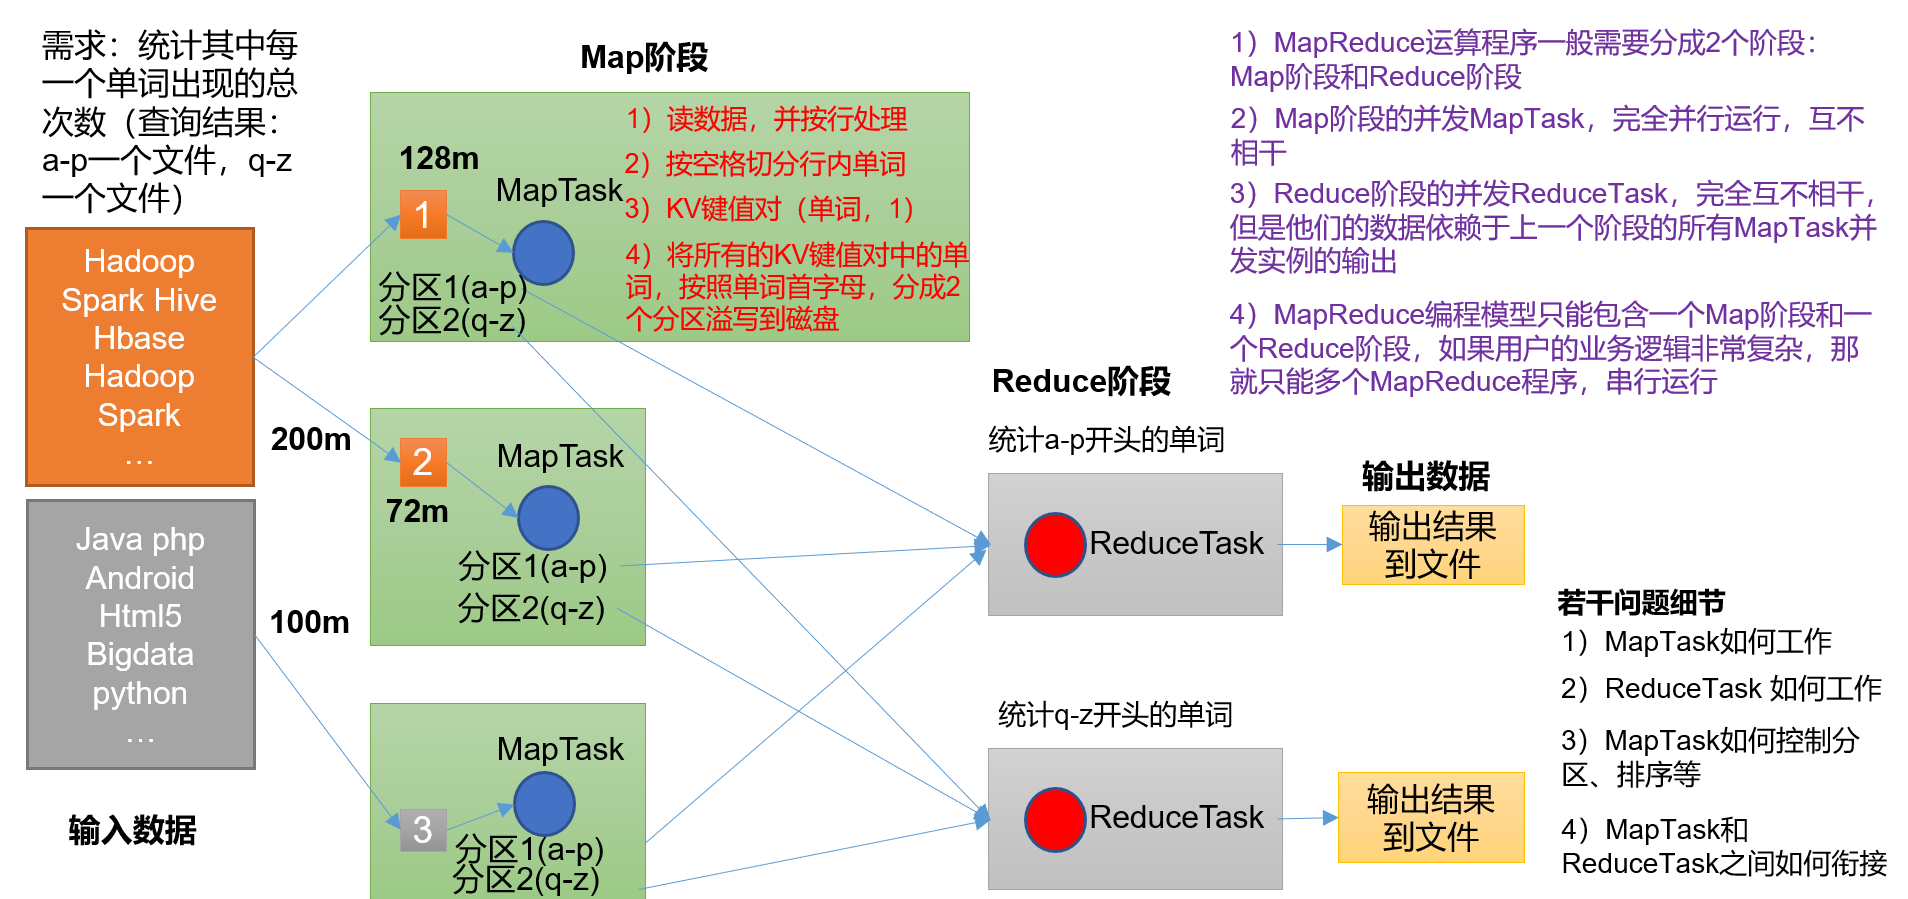 需求：统计其中每
一个单词出现的总
次数（查询结果：
a-p一个文件，q-z
一个文件）
Hadoop
Spark Hive
Hbase
Hadoop
Spark
…
Java php
Android
Html5
Bigdata
python
…
输入数据
200m
100m
Map阶段
128m
1
MapTask
分区1(a-p)
分区2(q-z)
1）读数据，并按行处理
2）按空格切分行内单词
3）KV键值对（单词，1）
4）将所有的KV键值对中的单
词，按照单词首字母，分成2
个分区溢写到磁盘
2
72m
MapTask
分区1(a-p)
分区2(q-z)
3
MapTask
分区1(a-p)
分区2(q-z)
Reduce阶段
统计a-p开头的单词
ReduceTask
统计q-z开头的单词
ReduceTask
输出数据
输出结果
到文件
输出结果
到文件
1）MapReduce运算程序一般需要分成2个阶段：
Map阶段和Reduce阶段
2）Map阶段的并发MapTask，完全并行运行，互不
相干
3）Reduce阶段的并发ReduceTask，完全互不相干，
但是他们的数据依赖于上一个阶段的所有MapTask并
发实例的输出
4）MapReduce编程模型只能包含一个Map阶段和一
个Reduce阶段，如果用户的业务逻辑非常复杂，那
就只能多个MapReduce程序，串行运行
若干问题细节
1）MapTask如何工作
2）ReduceTask 如何工作
3）MapTask如何控制分
区、排序等
4）MapTask和
ReduceTask之间如何衔接